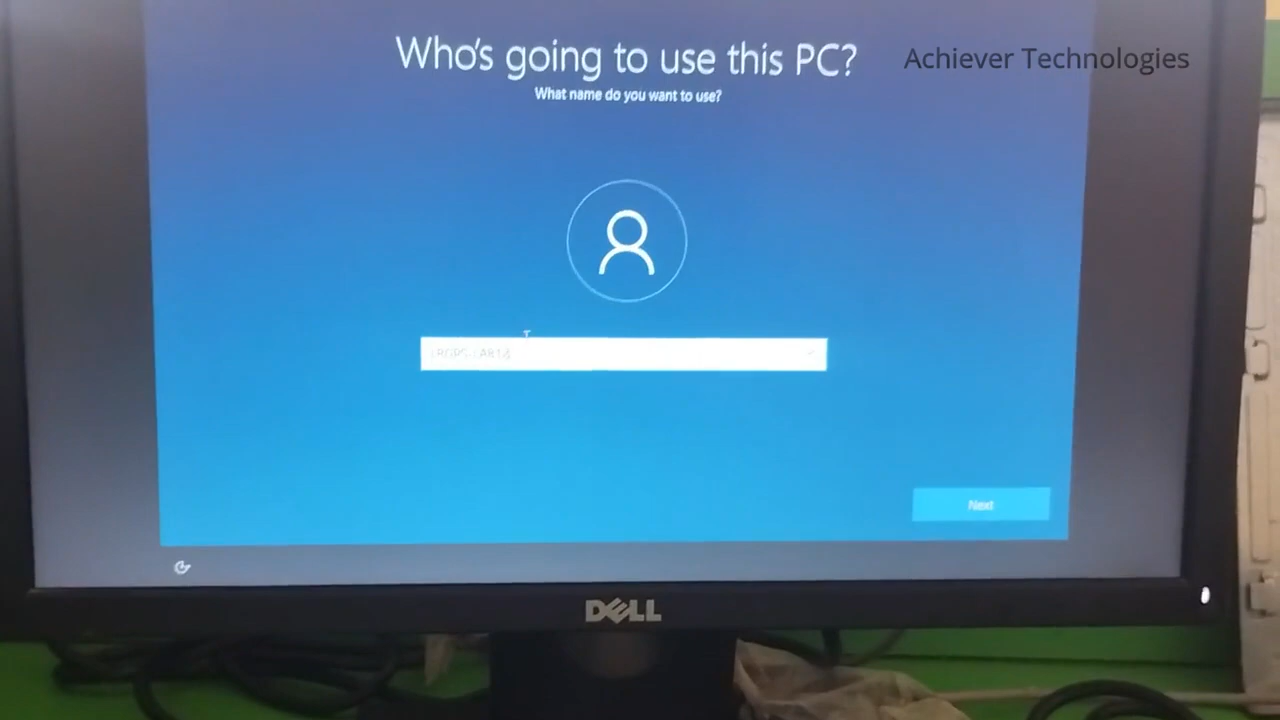 Who's going to use this PC?
Achiever Technologies
What name do you want to use?
Next
DELL